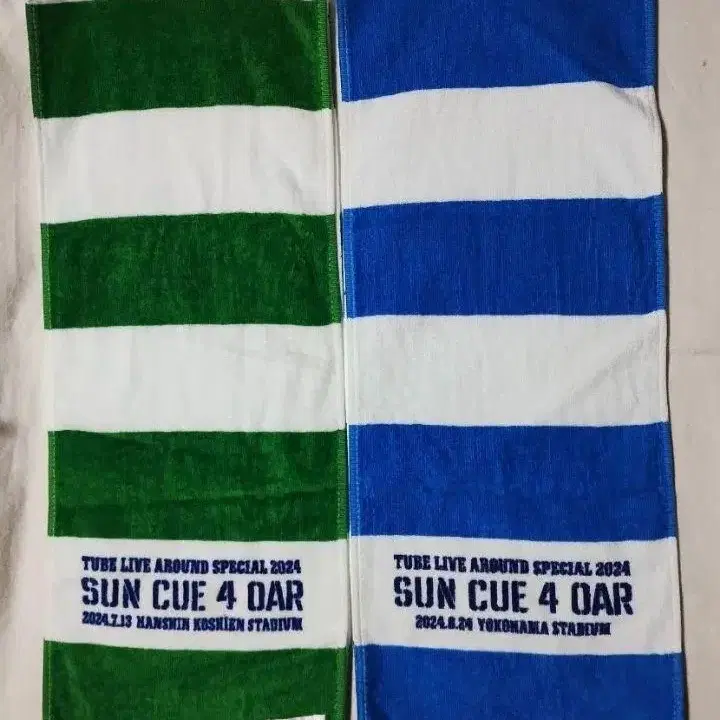 TUBE LIVE AROUND SPECIAL 2024
SUN CUE 4 OAR
2024.7.13 HANSHIN KOSHIEN STADIUM
TUBE LIVE AROUND SPECIAL 2024
SUN CUE 4 OAR
2024.8.24 YOKOHAMA STADIUM